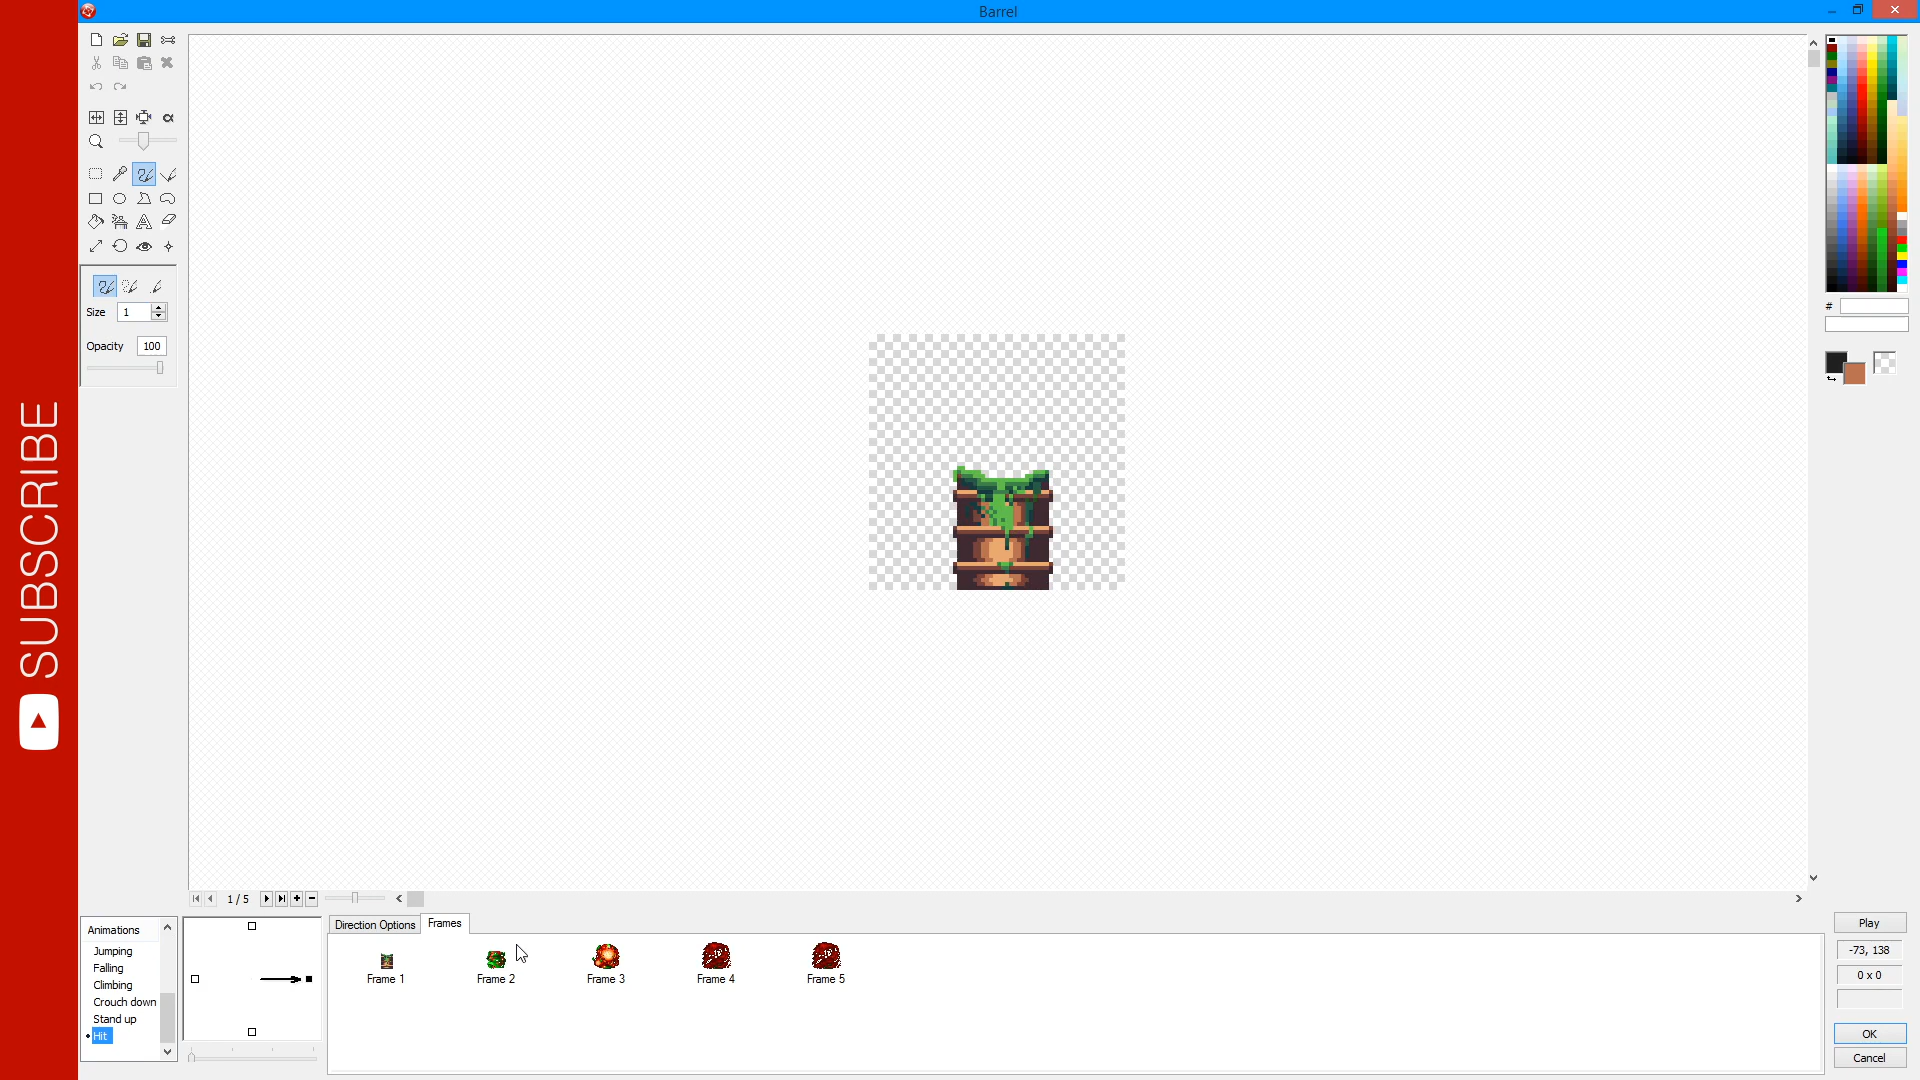 Barrel
SUBSCRIBE
Size 1
Opacity 100
#
1 / 5
Animations
Jumping
Falling
Climbing
Crouch down
Stand up
Hit
Direction Options Frames
Frame 1 Frame 2 Frame 3 Frame 4 Frame 5
Play
-73, 138
0 x 0
OK
Cancel